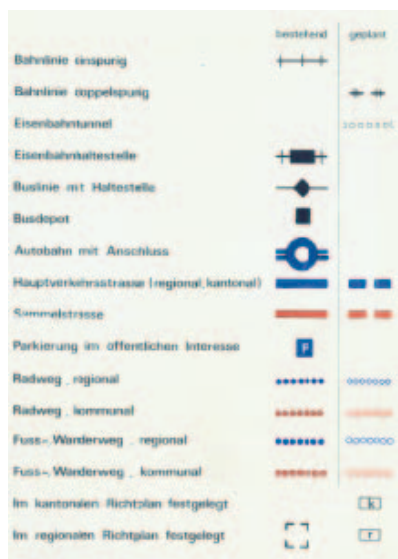 bestehend geplant
Bahnlinie einspurig
Bahnlinie doppelspurig
Eisenbahntunnel
Eisenbahnhaltestelle
Buslinie mit Haltestelle
Busdepot
Autobahn mit Anschluss
Hauptverkehrsstrasse (regional, kantonal)
Sammelstrasse
Parkierung im öffentlichen Interesse P
Radweg, regional
Radweg, kommunal
Fuss-, Wanderweg, regional
Fuss-, Wanderweg, kommunal
Im kantonalen Richtplan festgelegt k
Im regionalen Richtplan festgelegt r